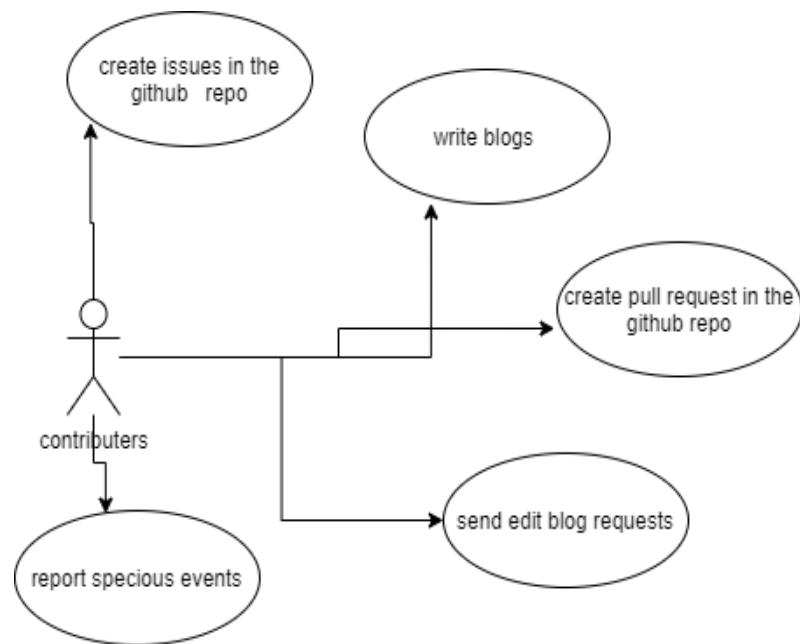 create issues in the
github repo
write blogs
create pull request in the
github repo
contributers
send edit blog requests
report specious events